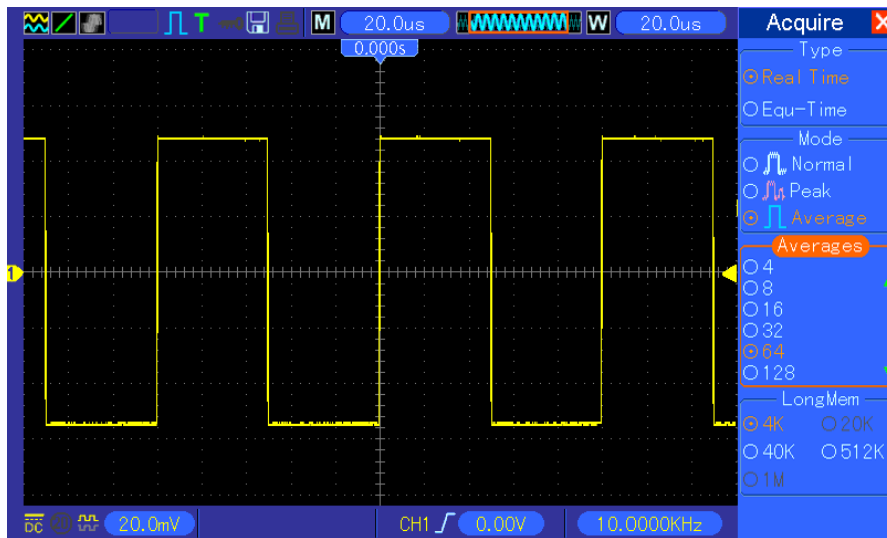 T M 20.0us W 20.0us
0.000s
Acquire X
Type
Real Time
Equ-Time
Mode
Normal
Peak
Average
Averages
4
8
16
32
64
128
LongMem
4K 20K
40K 512K
1M
1
DC 20.0mV CH1 0.00V 10.0000KHz